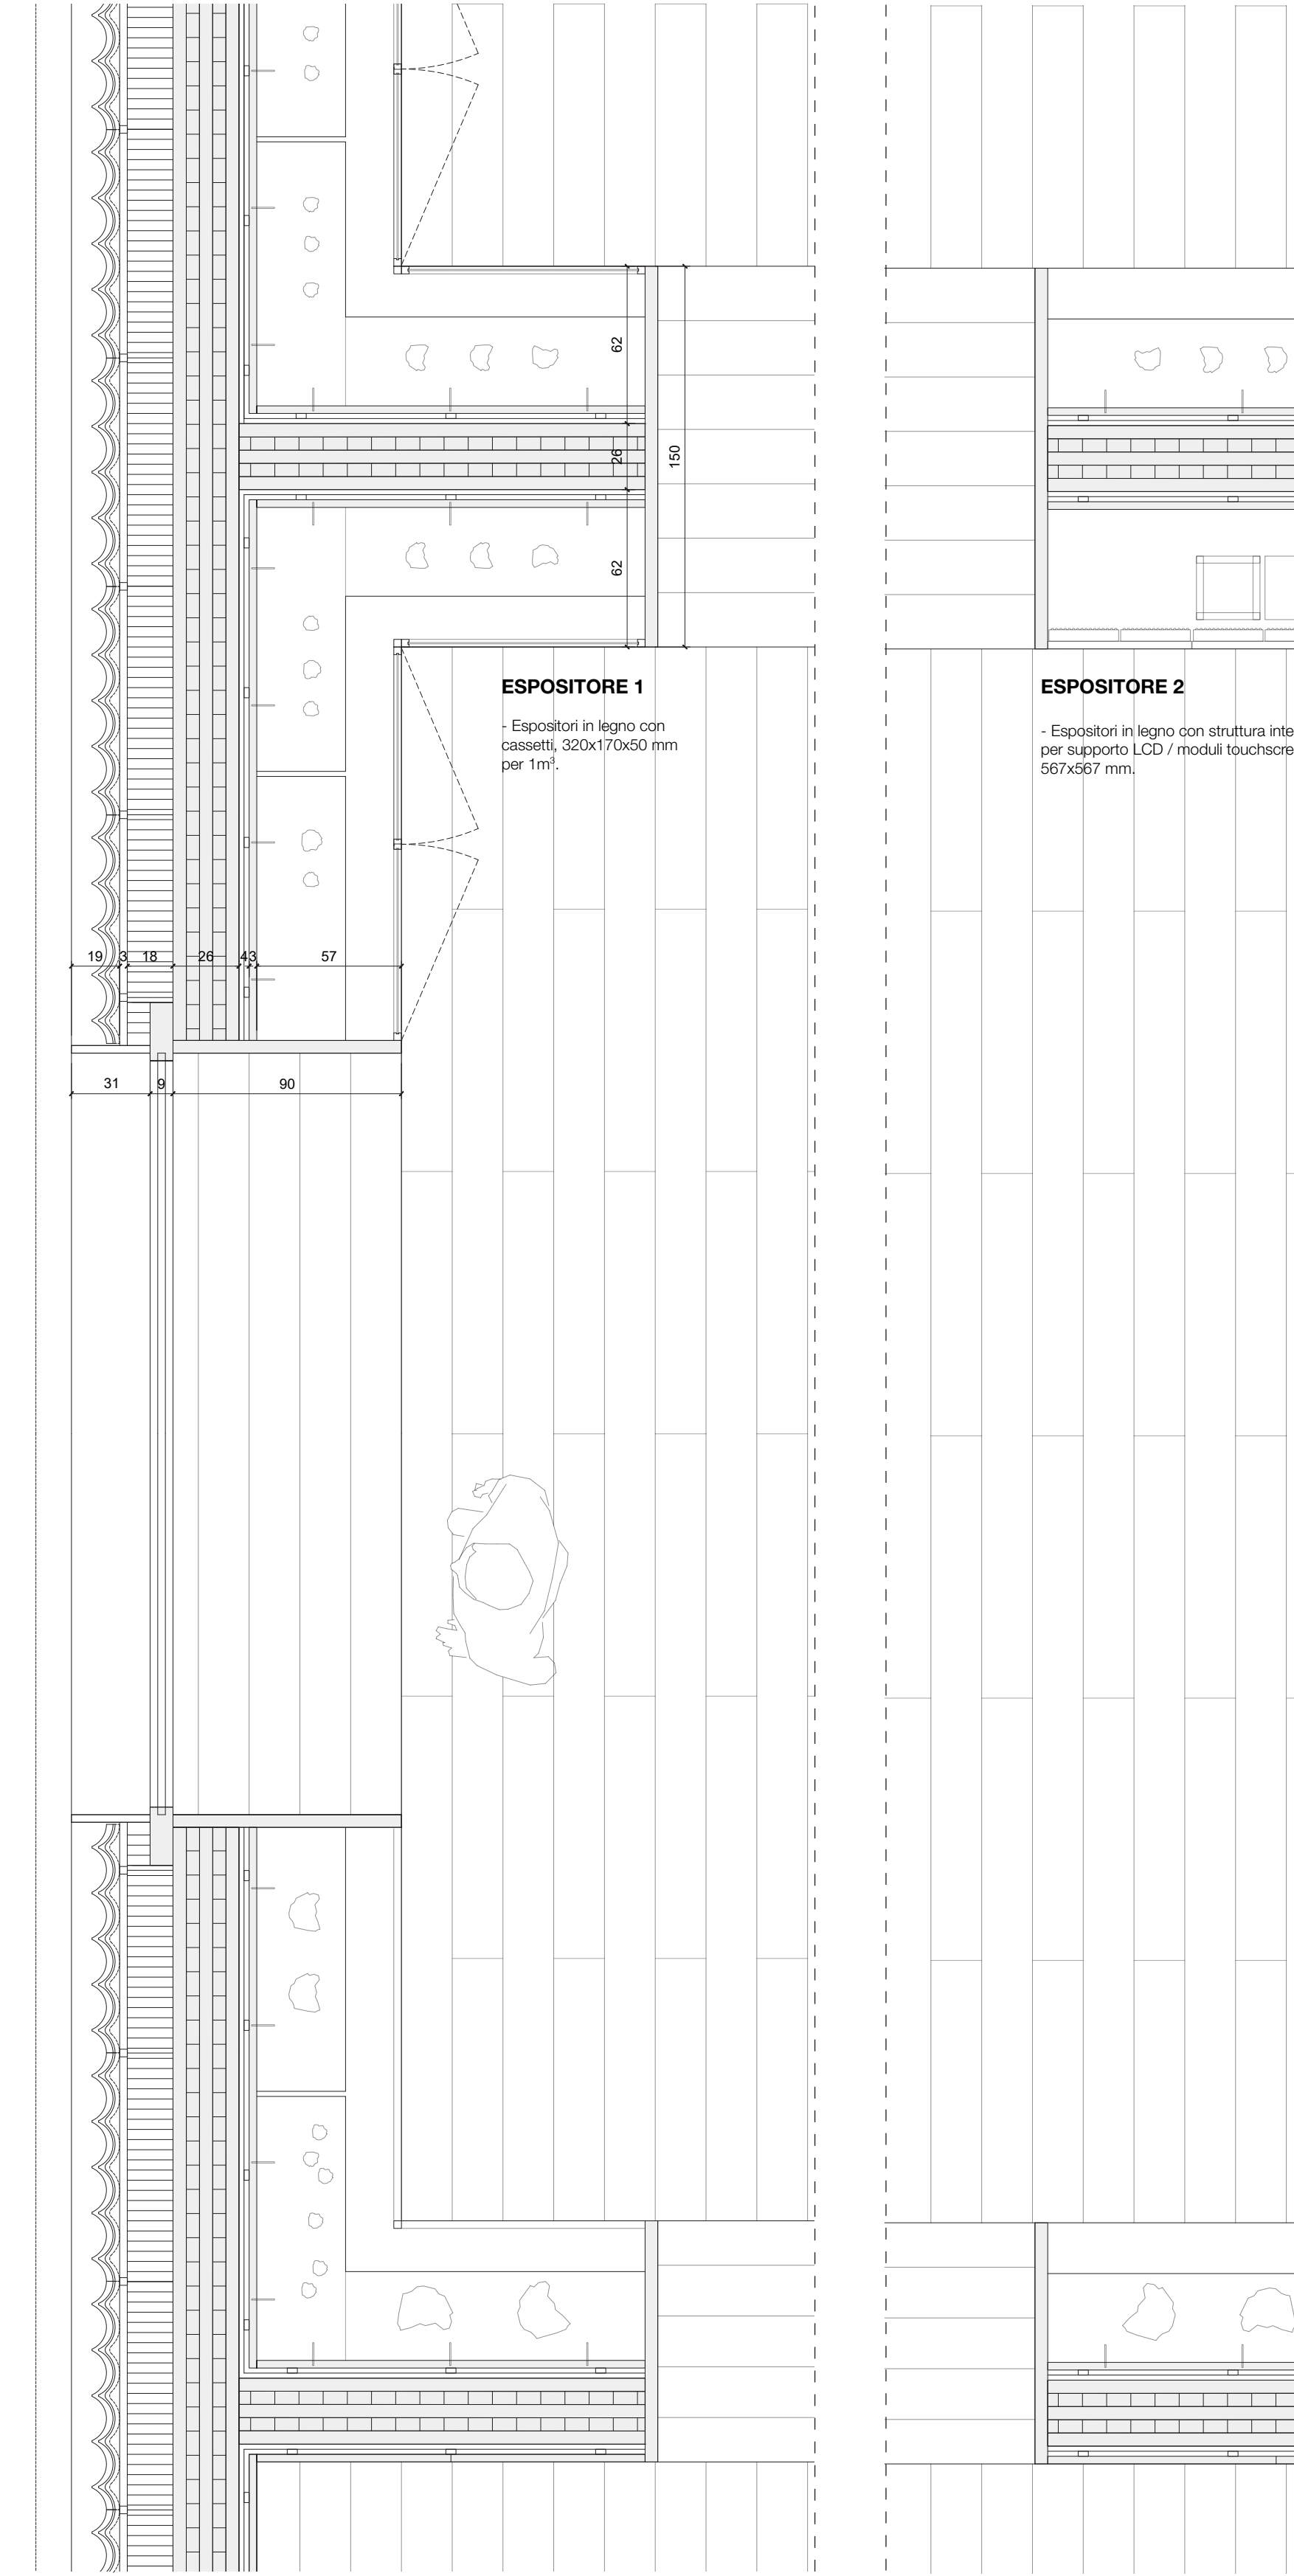 62
26
150
62
ESPOSITORE 1
- Espositori in legno con
cassetti, 320x170x50 mm
per 1m³.
ESPOSITORE 2
- Espositori in legno con struttura inte
per supporto LCD / moduli touchscre
567x567 mm.
19 3 18 26 4 3 57
31 9 90